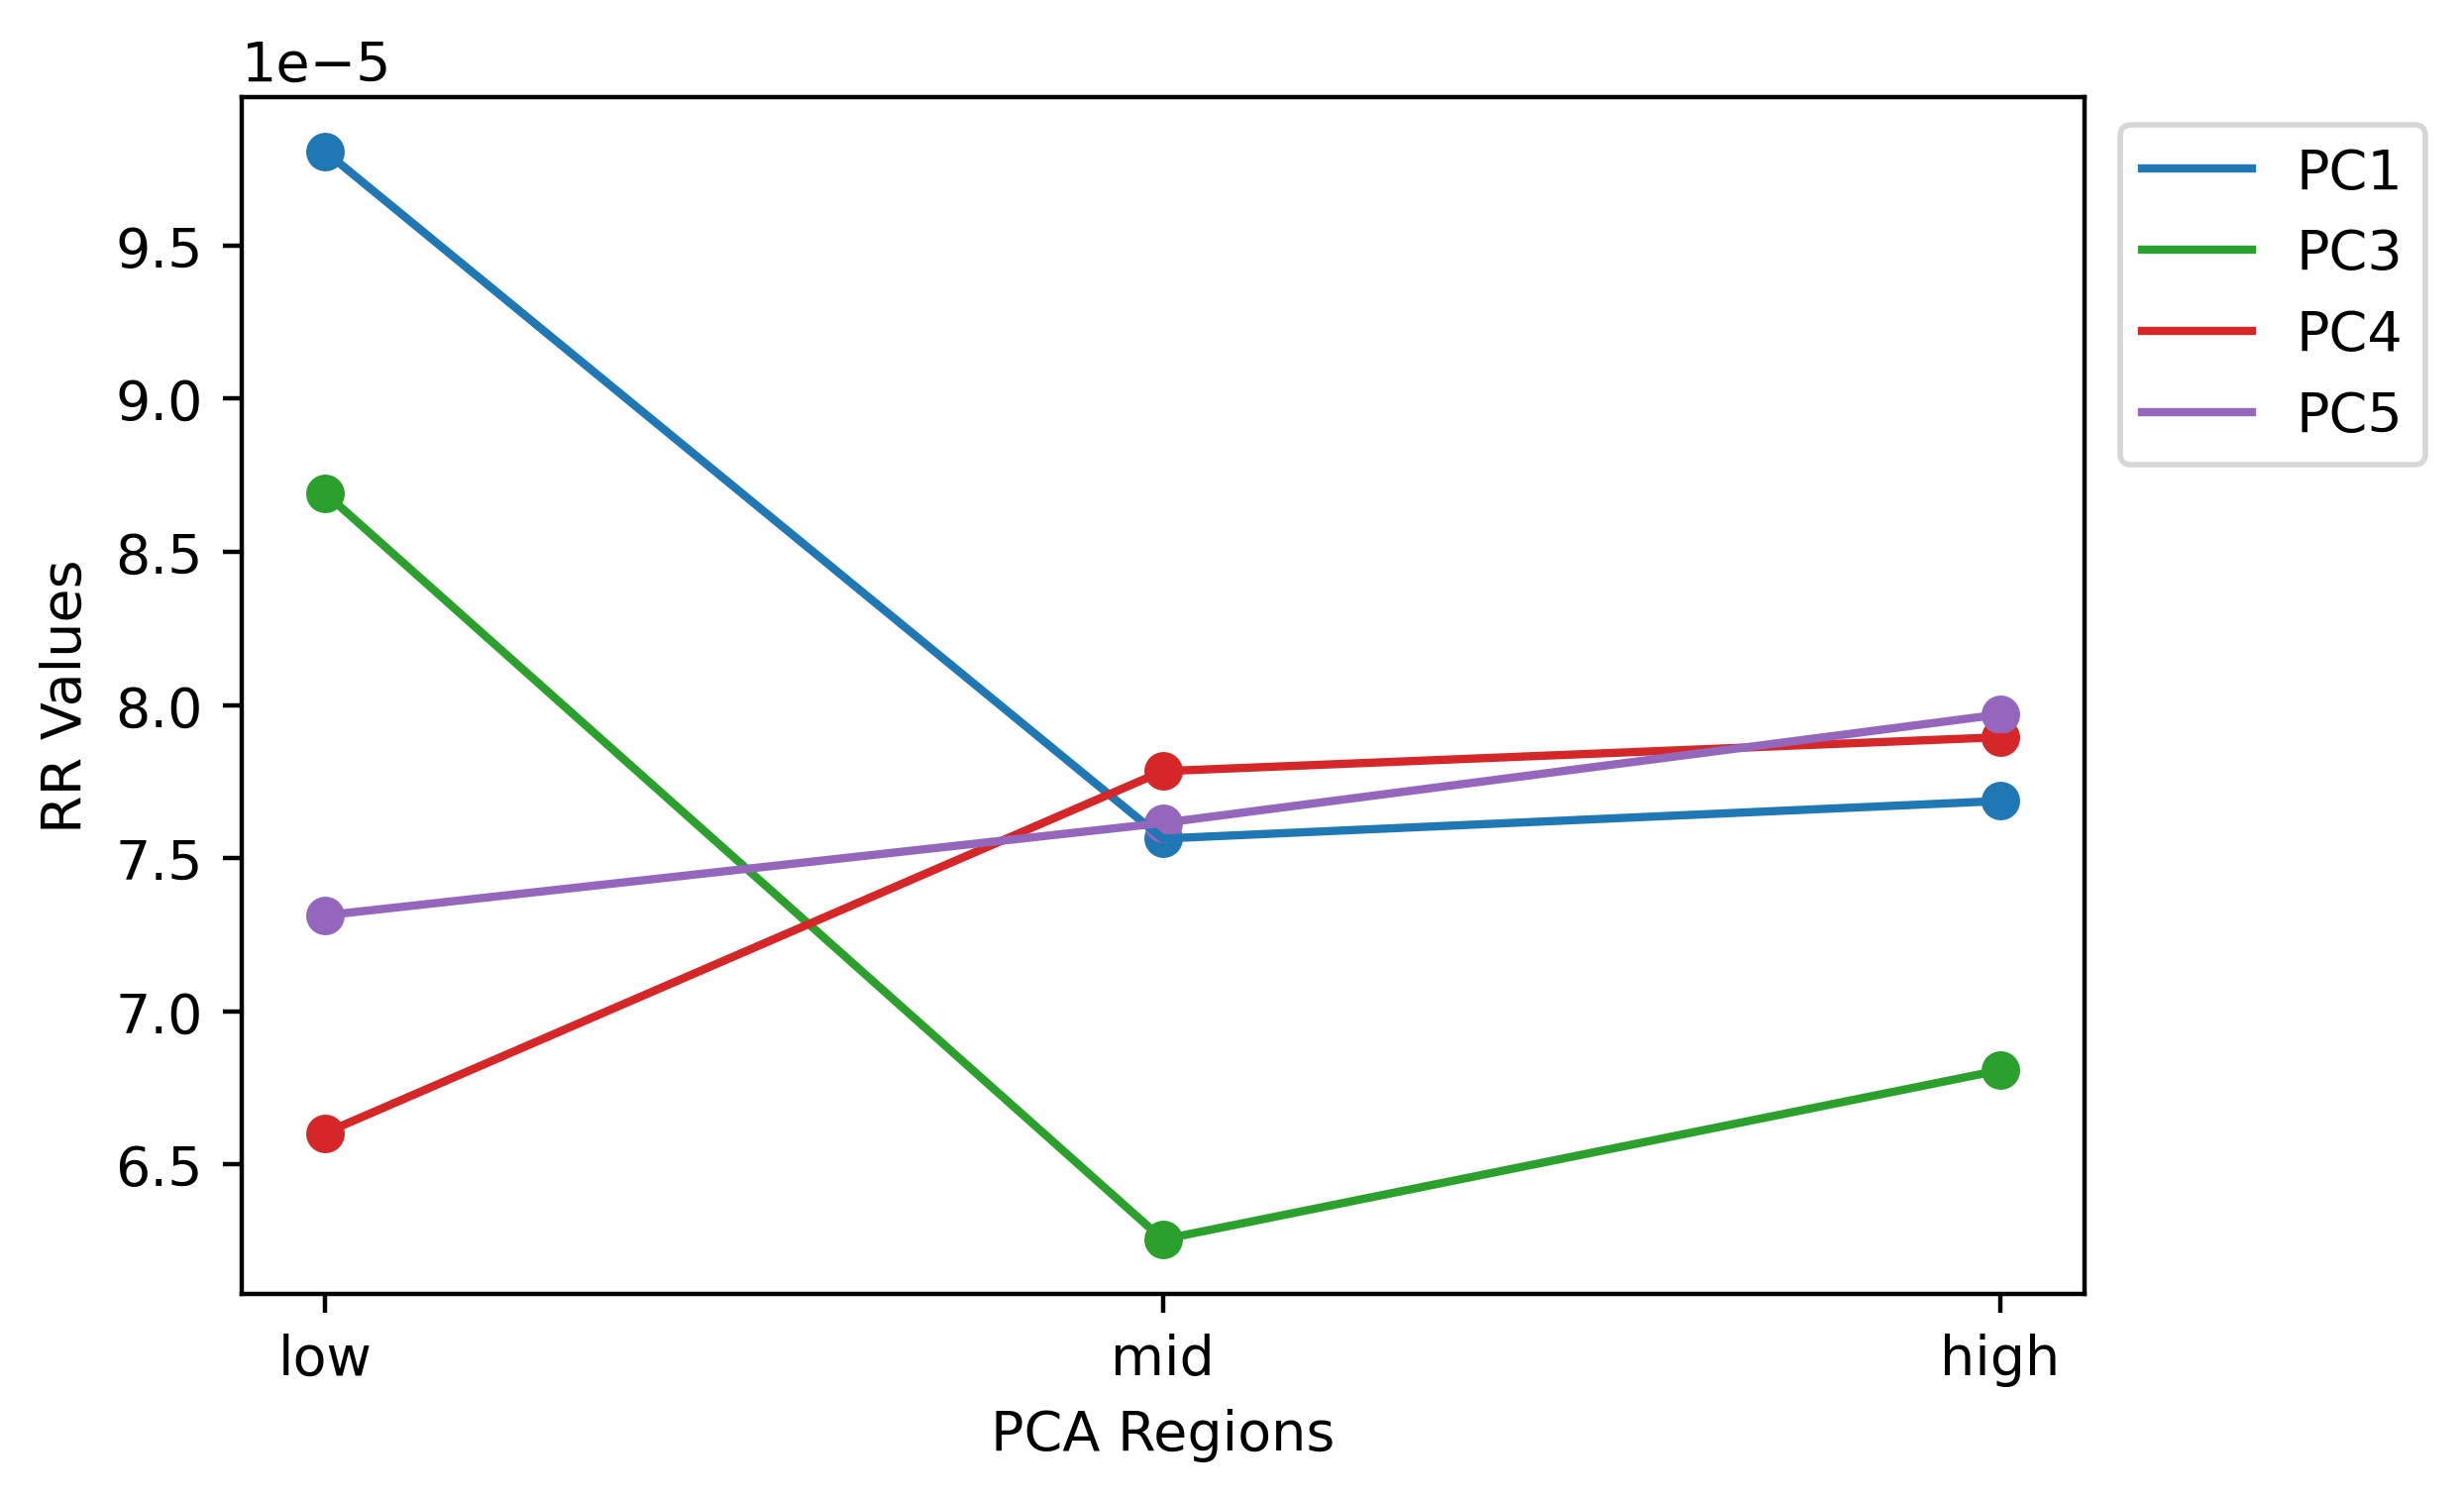 1e−5
9.5
9.0
8.5
8.0
7.5
7.0
6.5
RR Values
low
mid
high
PCA Regions
PC1
PC3
PC4
PC5